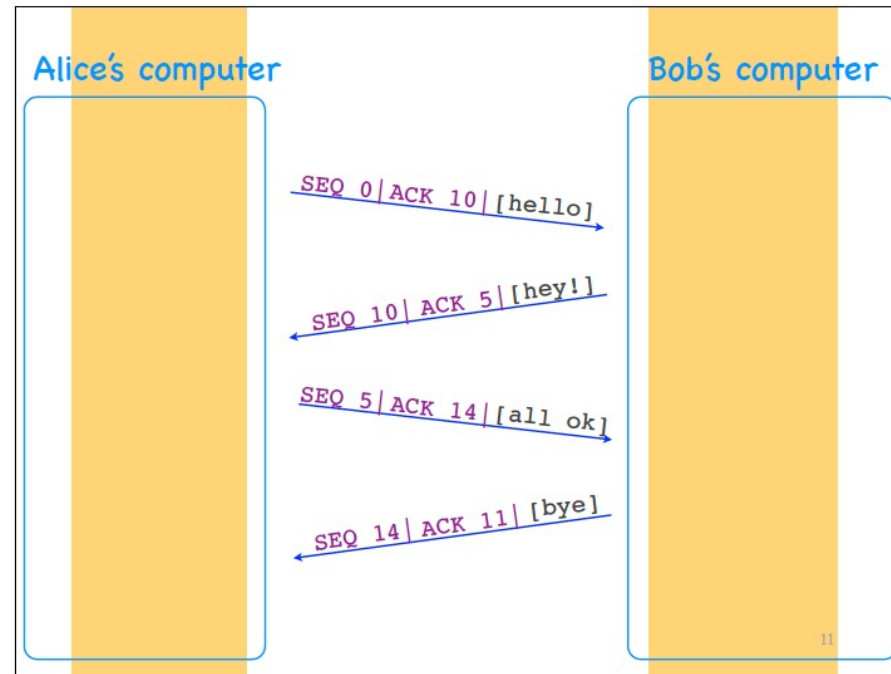 Alice's computer
Bob's computer
SEQ 0|ACK 10|[hello]
SEQ 10| ACK 5|[hey!]
SEQ 5|ACK 14|[all ok]
SEQ 14| ACK 11| [bye]
11